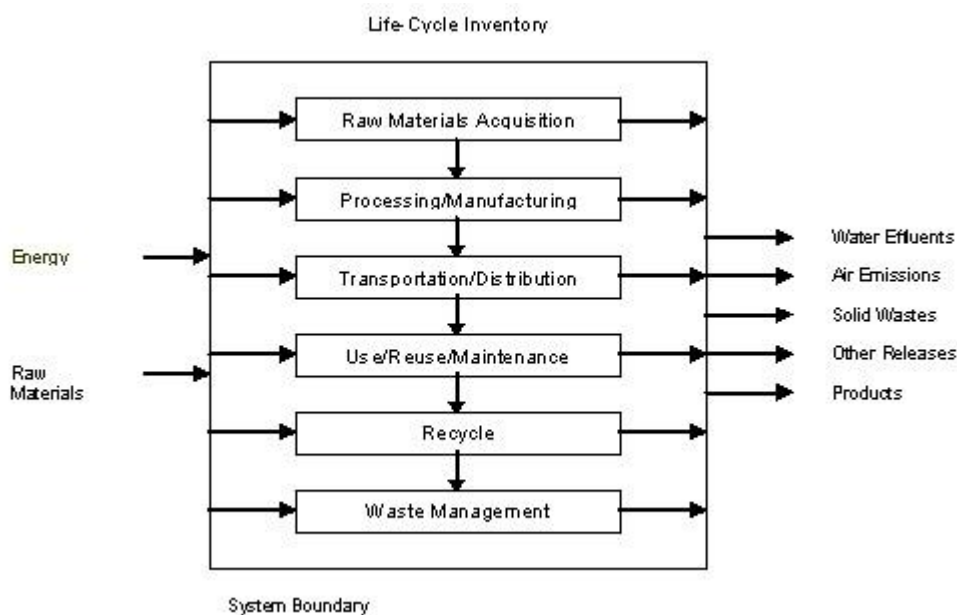 Life-Cycle Inventory
Raw Materials Acquisition
Processing/Manufacturing
Energy
Transportation/Distribution
Use/Reuse/Maintenance
Raw
Materials
Recycle
Waste Management
Water Effluents
Air Emissions
Solid Wastes
Other Releases
Products
System Boundary